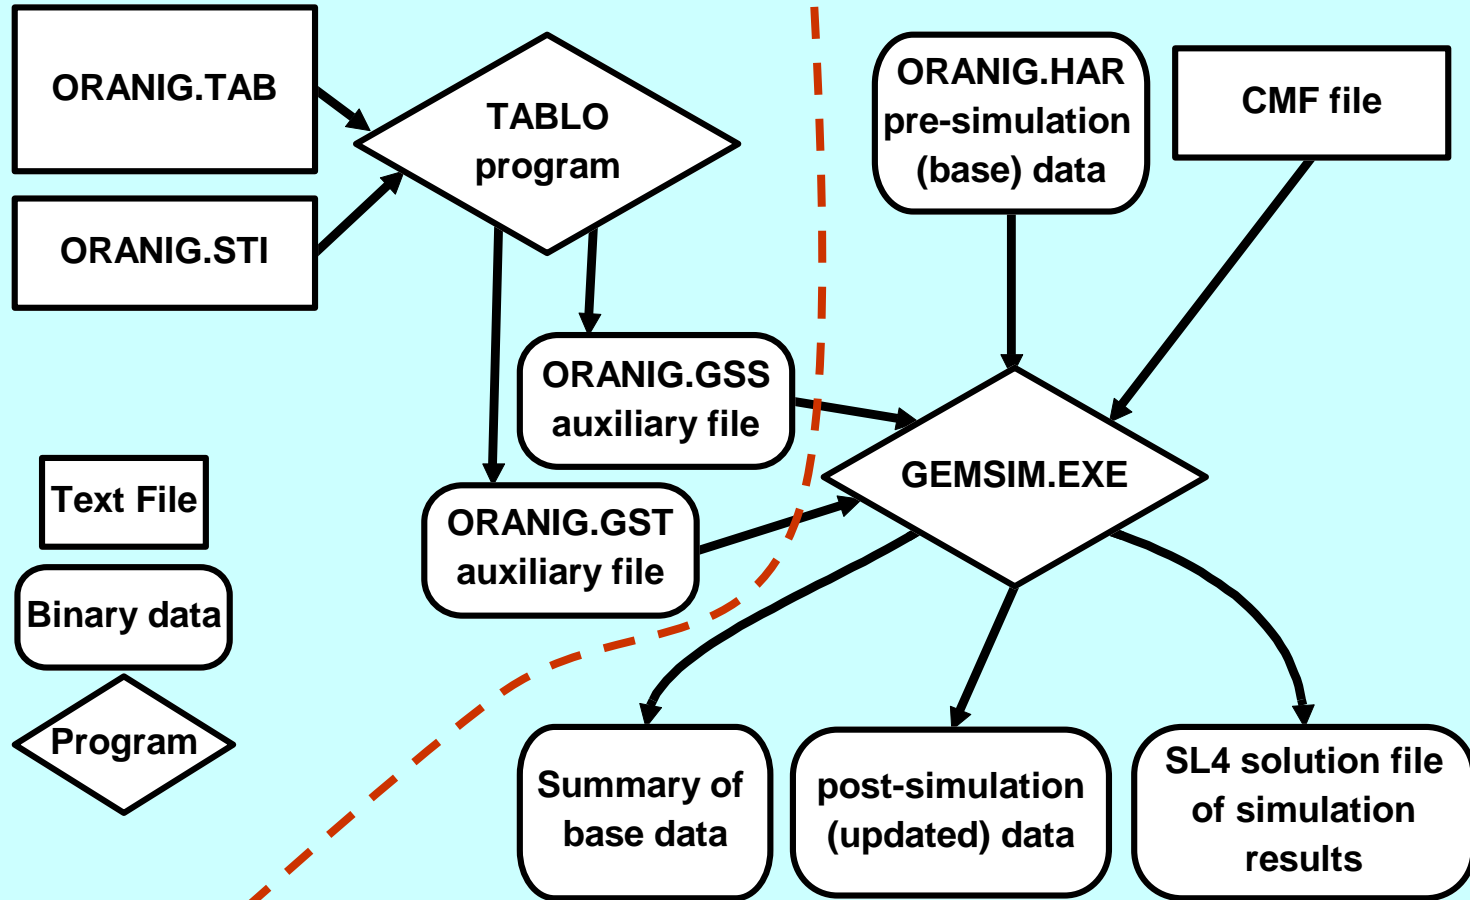 ORANIG.TAB
TABLO
program
ORANIG.HAR
pre-simulation
(base) data
CMF file
ORANIG.STI
ORANIG.GSS
auxiliary file
GEMSIM.EXE
ORANIG.GST
auxiliary file
Text File
Binary data
Program
Summary of
base data
post-simulation
(updated) data
SL4 solution file
of simulation
results